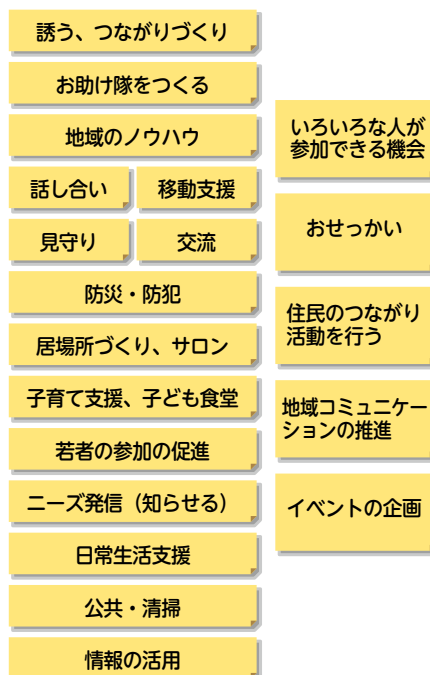 誘う、つながりづくり
お助け隊をつくる
地域のノウハウ
話し合い
移動支援
見守り
交流
防災・防犯
居場所づくり、サロン
子育て支援、子ども食堂
若者の参加の促進
ニーズ発信（知らせる）
日常生活支援
公共・清掃
情報の活用
いろいろな人が
参加できる機会
おせっかい
住民のつながり
活動を行う
地域コミュニケー
ションの推進
イベントの企画